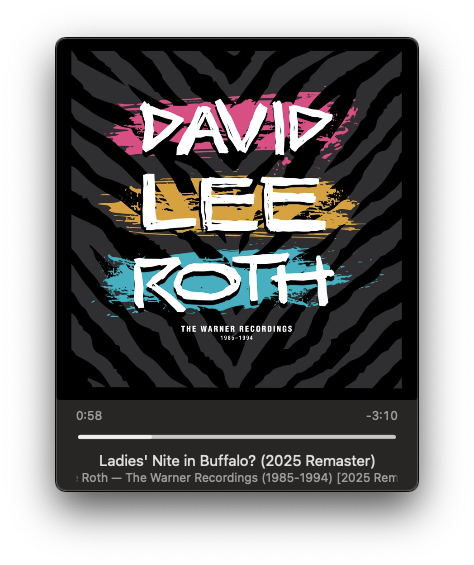 DAVID
LEE
ROTH
THE WARNER RECORDINGS
1985-1994
0:58 -3:10
Ladies' Nite in Buffalo? (2025 Remaster)
Roth — The Warner Recordings (1985-1994) [2025 Rem